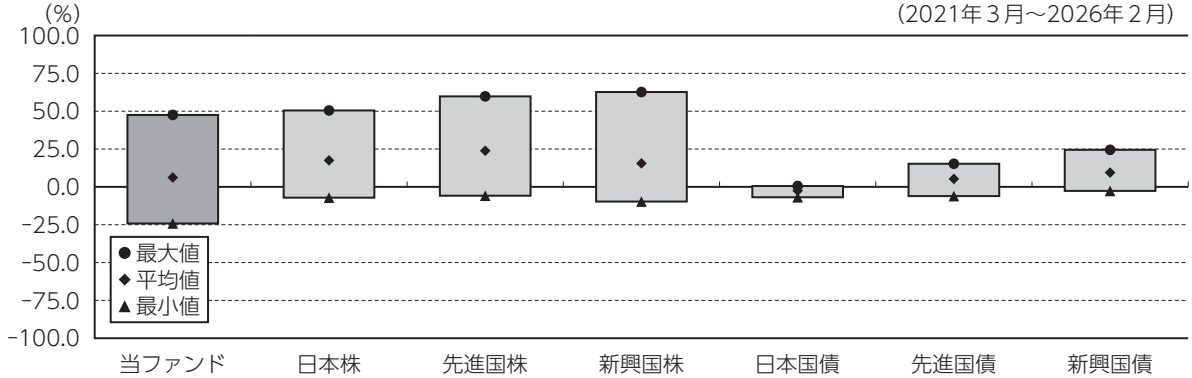 (%)
(2021年3月～2026年2月)
100.0
75.0
50.0
25.0
0.0
-25.0
-50.0
-75.0
-100.0
●最大値
◆平均値
▲最小値
当ファンド 日本株 先進国株 新興国株 日本国債 先進国債 新興国債